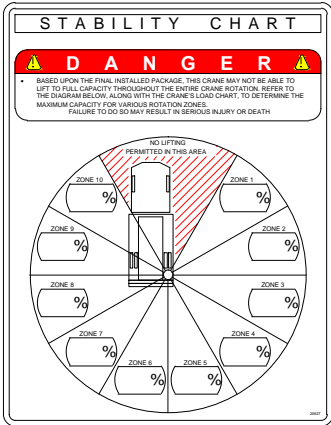 STABILITY CHART
DANGER
• BASED UPON THE FINAL INSTALLED PACKAGE, THIS CRANE MAY NOT BE ABLE TO
LIFT TO FULL CAPACITY THROUGHOUT THE ENTIRE CRANE ROTATION. REFER TO
THE DIAGRAM BELOW, ALONG WITH THE CRANE'S LOAD CHART, TO DETERMINE THE
MAXIMUM CAPACITY FOR VARIOUS ROTATION ZONES.
FAILURE TO DO SO MAY RESULT IN SERIOUS INJURY OR DEATH
NO LIFTING
PERMITTED IN THIS AREA
ZONE 10
%
ZONE 1
%
ZONE 9
%
ZONE 2
%
ZONE 8
%
ZONE 3
%
ZONE 7
%
ZONE 4
%
ZONE 6
%
ZONE 5
%